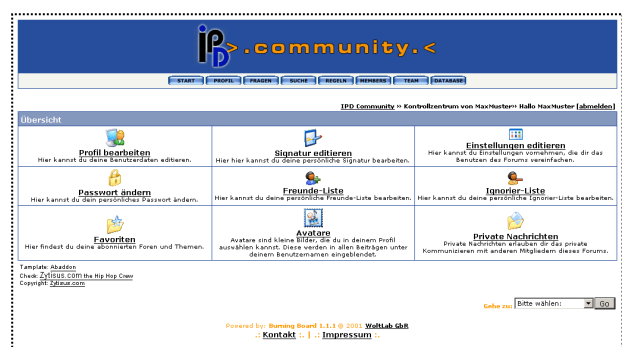 IPD>.community.<
START PROFIL FRAGEN SUCHE REGELN MEMBERS TEAM DATABASE
IPD Community » Kontrollzentrum von MaxMuster»» Hallo MaxMuster [abmelden]
Übersicht
Profil bearbeiten
Hier kannst du deine Benutzerdaten editieren.
Signatur editieren
Hier hier kannst du deine persönliche Signatur bearbeiten.
Einstellungen editieren
Hier kannst du Einstellungen vornehmen, die dir das
Benutzen des Forums vereinfachen.
Passwort ändern
Hier kannst du dein persönliches Passwort ändern.
Freunde-Liste
Hier kannst du deine persönliche Freunde-Liste bearbeiten.
Ignorier-Liste
Hier kannst du deine persönliche Ignorier-Liste bearbeiten.
Favoriten
Hier findest du deine abonnierten Foren und Themen.
Avatare
Avatare sind kleine Bilder, die du in deinem Profil
auswählen kannst. Diese werden in allen Beiträgen unter
deinem Benutzernamen eingeblendet.
Private Nachrichten
Private Nachrichten erlauben dir das private
Kommunizieren mit anderen Mitgliedern dieses Forums.
Tamplate: Abaddon
Check: Zytisus.COM the Hip Hop Crew
Copyright: Zytisus.com
Gehe zu: Bitte wählen: Go
Powered by: Burning Board 1.1.1 © 2001 WoltLab GbR
.: Kontakt :. | .: Impressum :.